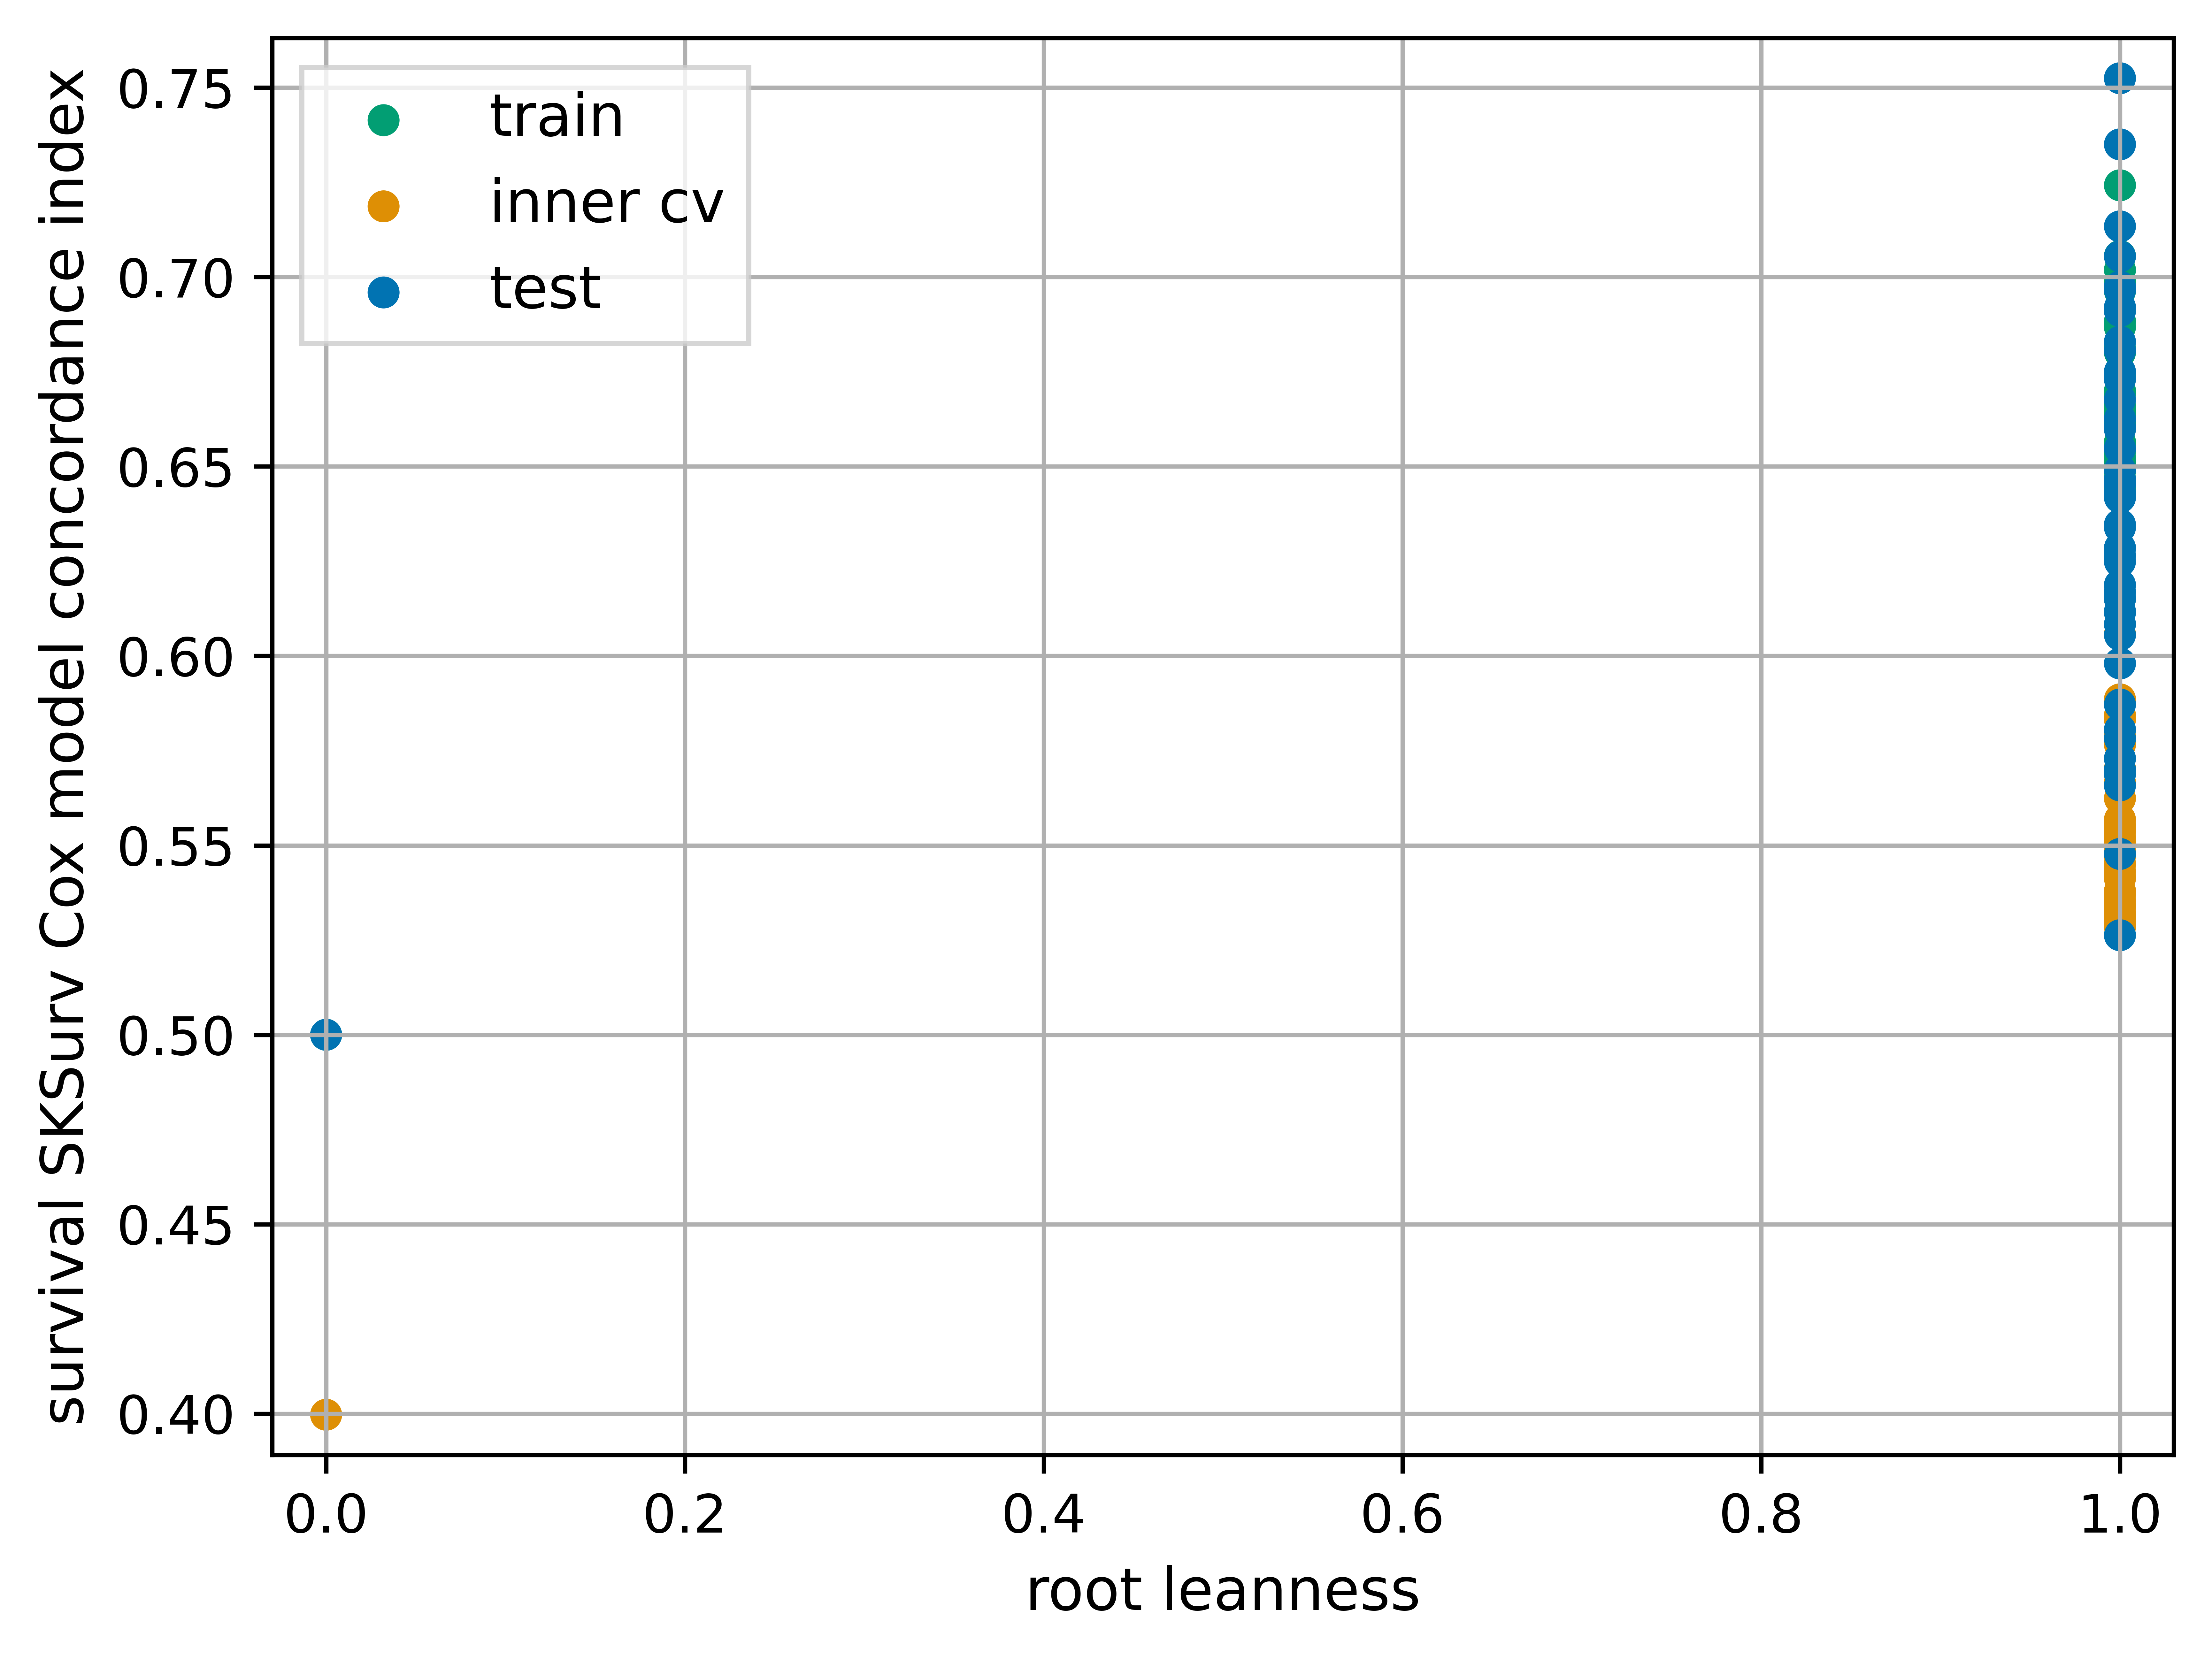 survival SKSurv Cox model concordance index
0.75
0.70
0.65
0.60
0.55
0.50
0.45
0.40
train
inner cv
test
0.0 0.2 0.4 0.6 0.8 1.0
root leanness